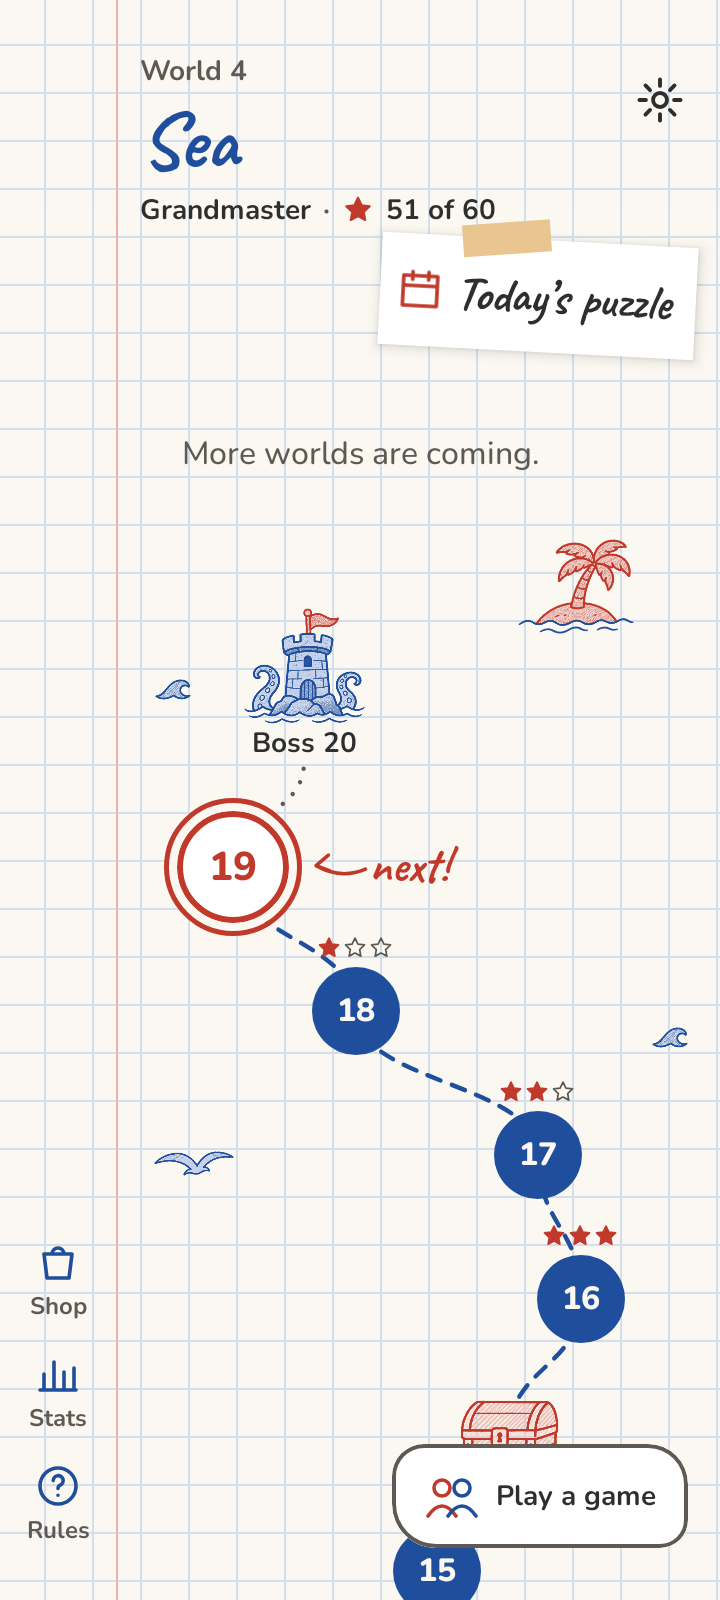 World 4
Sea
Grandmaster · 51 of 60
Today's puzzle
More worlds are coming.
Boss 20
19
next!
18
17
16
Shop
Stats
Play a game
Rules
15